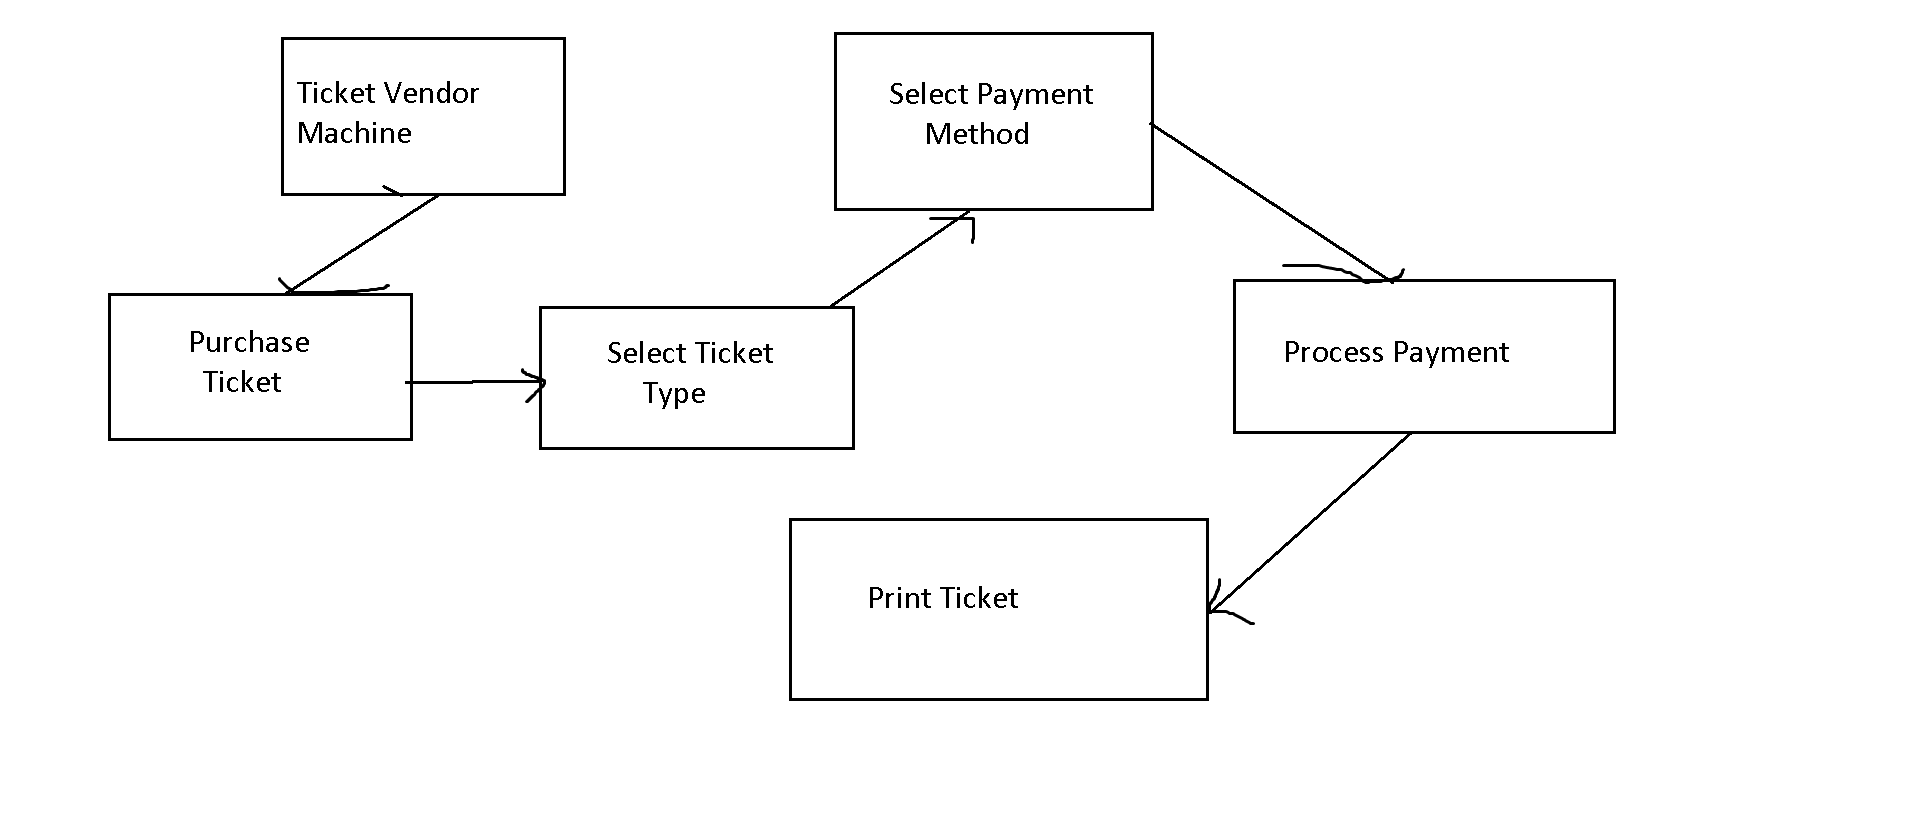 Ticket Vendor
Machine
Purchase
Ticket
Select Ticket
Type
Select Payment
Method
Process Payment
Print Ticket